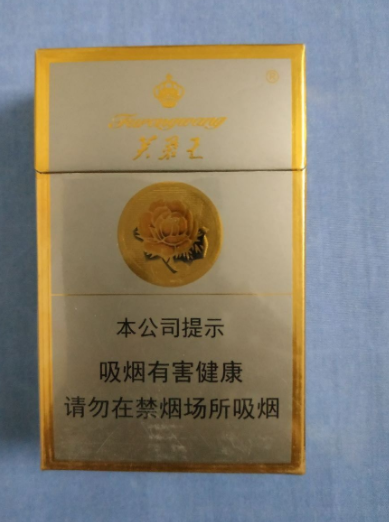 ®
Furongwang
芙蓉王
本公司提示
吸烟有害健康
请勿在禁烟场所吸烟